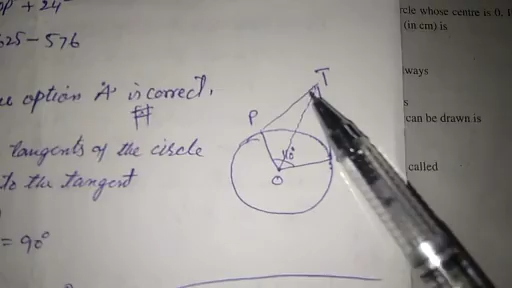 + 24
625 - 576
option A is correct.
tangents of the circle
to the tangent
= 90°
T
P
O
rcle whose centre is 0.
(in cm) is
ways
s
can be drawn is
called